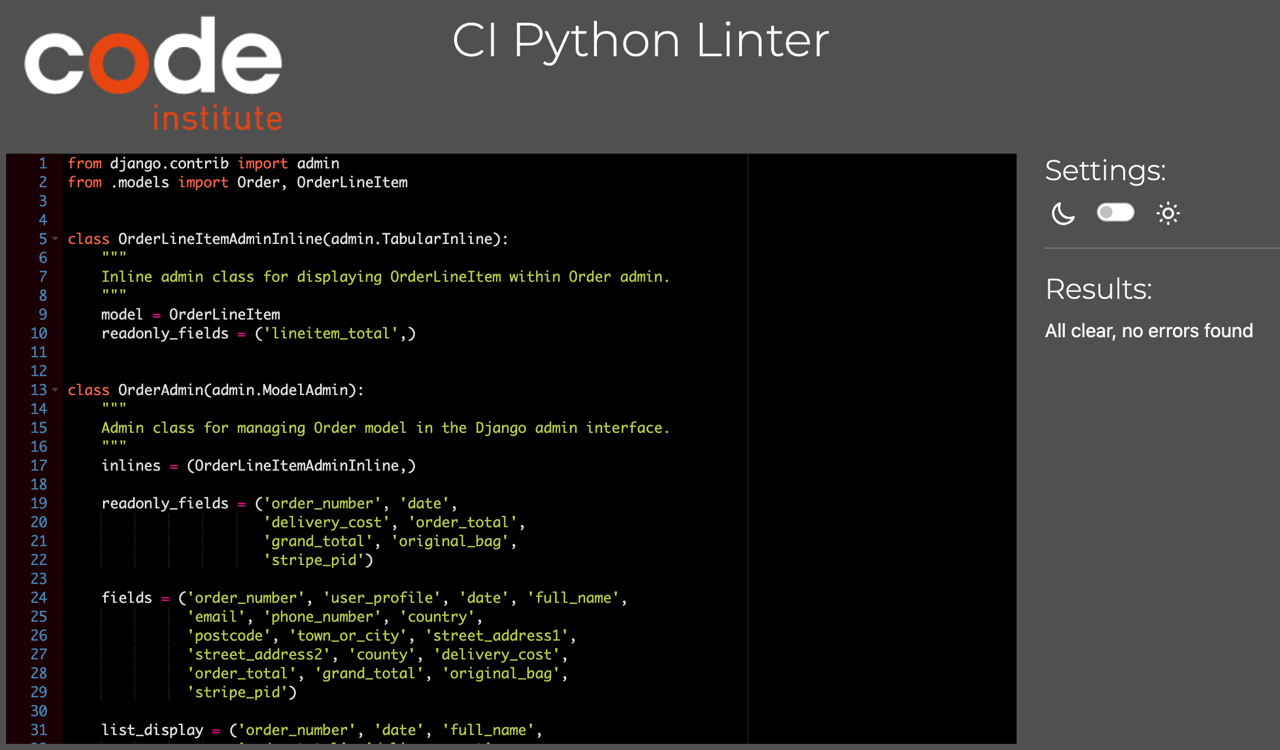 code
institute
CI Python Linter
1 from django.contrib import admin
2 from .models import Order, OrderLineItem
3
4
5 class OrderLineItemAdminInline(admin.TabularInline):
6     """
7     Inline admin class for displaying OrderLineItem within Order admin.
8     """
9     model = OrderLineItem
10     readonly_fields = ('lineitem_total',)
11
12
13 class OrderAdmin(admin.ModelAdmin):
14     """
15     Admin class for managing Order model in the Django admin interface.
16     """
17     inlines = (OrderLineItemAdminInline,)
18
19     readonly_fields = ('order_number', 'date',
20                        'delivery_cost', 'order_total',
21                        'grand_total', 'original_bag',
22                        'stripe_pid')
23
24     fields = ('order_number', 'user_profile', 'date', 'full_name',
25               'email', 'phone_number', 'country',
26               'postcode', 'town_or_city', 'street_address1',
27               'street_address2', 'county', 'delivery_cost',
28               'order_total', 'grand_total', 'original_bag',
29               'stripe_pid')
30
31     list_display = ('order_number', 'date', 'full_name',
Settings:
Results:
All clear, no errors found